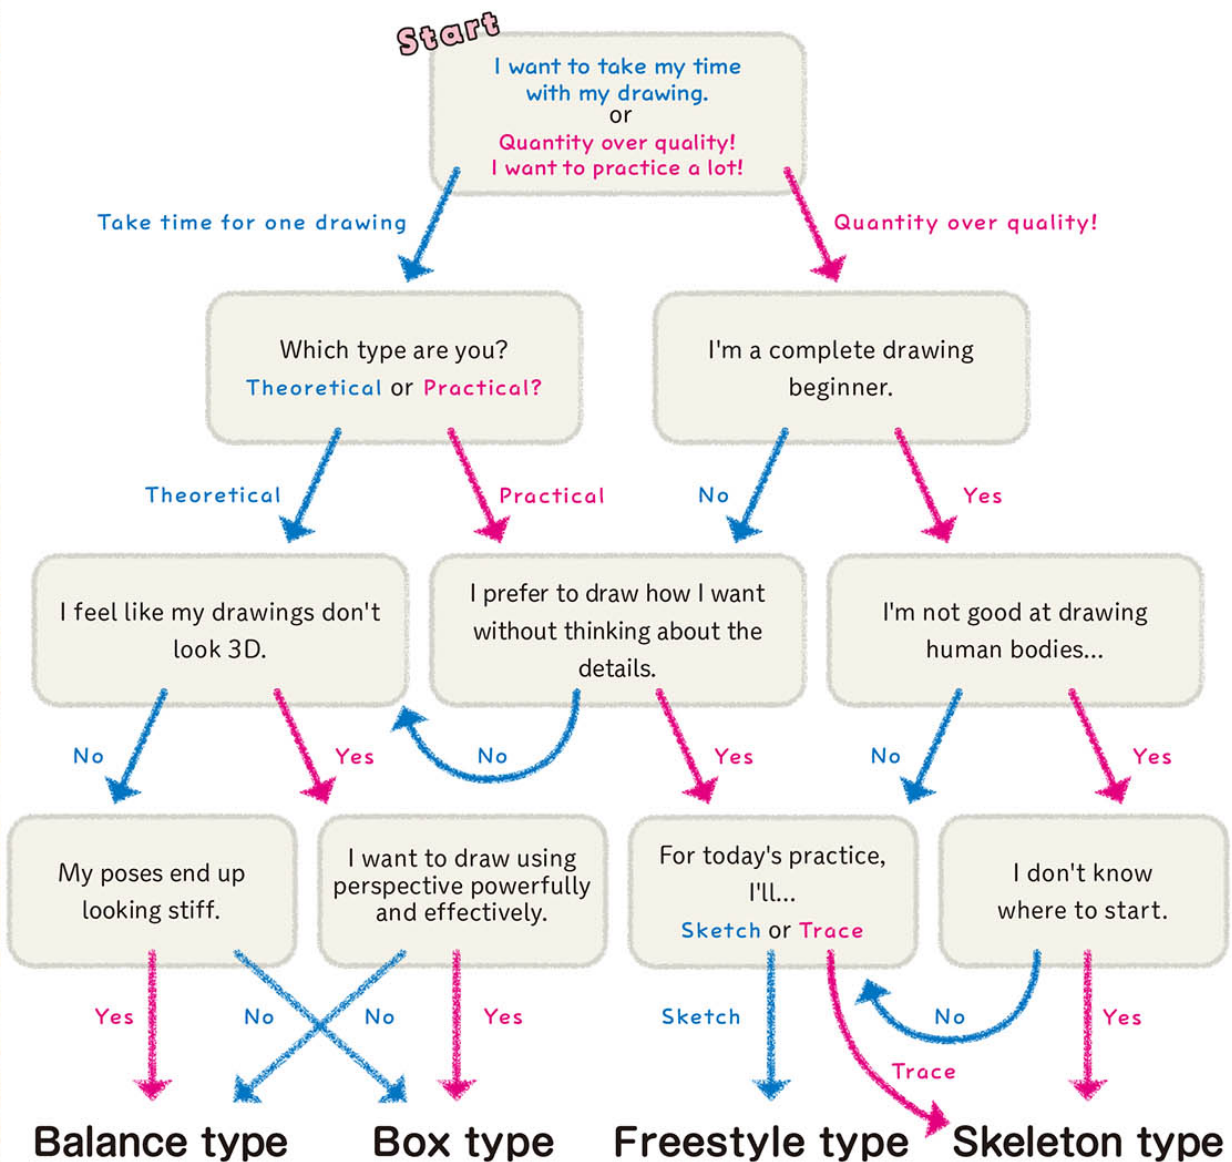 Start
I want to take my time
with my drawing.
or
Quantity over quality!
I want to practice a lot!
Take time for one drawing
Quantity over quality!
Which type are you?
Theoretical or Practical?
I'm a complete drawing
beginner.
Theoretical
Practical
No
Yes
I feel like my drawings don't
look 3D.
I prefer to draw how I want
without thinking about the
details.
I'm not good at drawing
human bodies...
No
Yes
No
Yes
No
Yes
My poses end up
looking stiff.
I want to draw using
perspective powerfully
and effectively.
For today's practice,
I'll...
Sketch or Trace
I don't know
where to start.
Yes
No
No
Yes
Sketch
Trace
No
Yes
Balance type
Box type
Freestyle type
Skeleton type